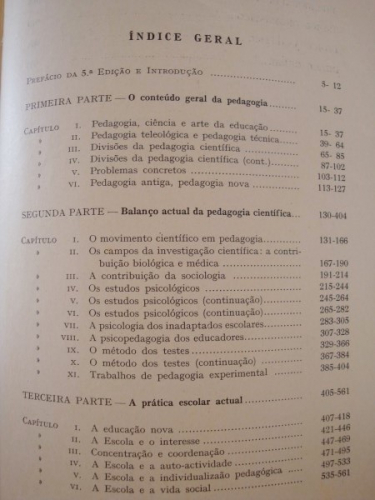 ÍNDICE GERAL
PREFÁCIO DA 5.ª EDIÇÃO E INTRODUÇÃO ... 5- 12
PRIMEIRA PARTE — O conteúdo geral da pedagogia ... 15- 37
CAPÍTULO I. Pedagogia, ciência e arte da educação ... 15- 37
» II. Pedagogia teleológica e pedagogia técnica ... 39- 64
» III. Divisões da pedagogia científica ... 65- 85
» IV. Divisões da pedagogia científica (cont.) ... 87-102
» V. Problemas concretos ... 103-112
» VI. Pedagogia antiga, pedagogia nova ... 113-127
SEGUNDA PARTE — Balanço actual da pedagogia científica ... 130-404
CAPÍTULO I. O movimento científico em pedagogia ... 131-166
» II. Os campos da investigação científica: a contri-
buição biológica e médica ... 167-190
» III. A contribuição da sociologia ... 191-214
» IV. Os estudos psicológicos ... 215-244
» V. Os estudos psicológicos (continuação) ... 245-264
» VI. Os estudos psicológicos (continuação) ... 265-282
» VII. A psicologia dos inadaptados escolares ... 283-305
» VIII. A psicopedagogia dos educadores ... 307-328
» IX. O método dos testes ... 329-366
» X. O método dos testes (continuação) ... 367-384
» XI. Trabalhos de pedagogia experimental ... 385-404
TERCEIRA PARTE — A prática escolar actual ... 405-561
CAPÍTULO I. A educação nova ... 407-418
» II. A Escola e o interesse ... 421-446
» III. Concentração e coordenação ... 447-469
» IV. A Escola e a auto-actividade ... 471-495
» V. A Escola e a individualizaão pedagógica ... 497-533
» VI. A Escola e a vida social ... 535-561